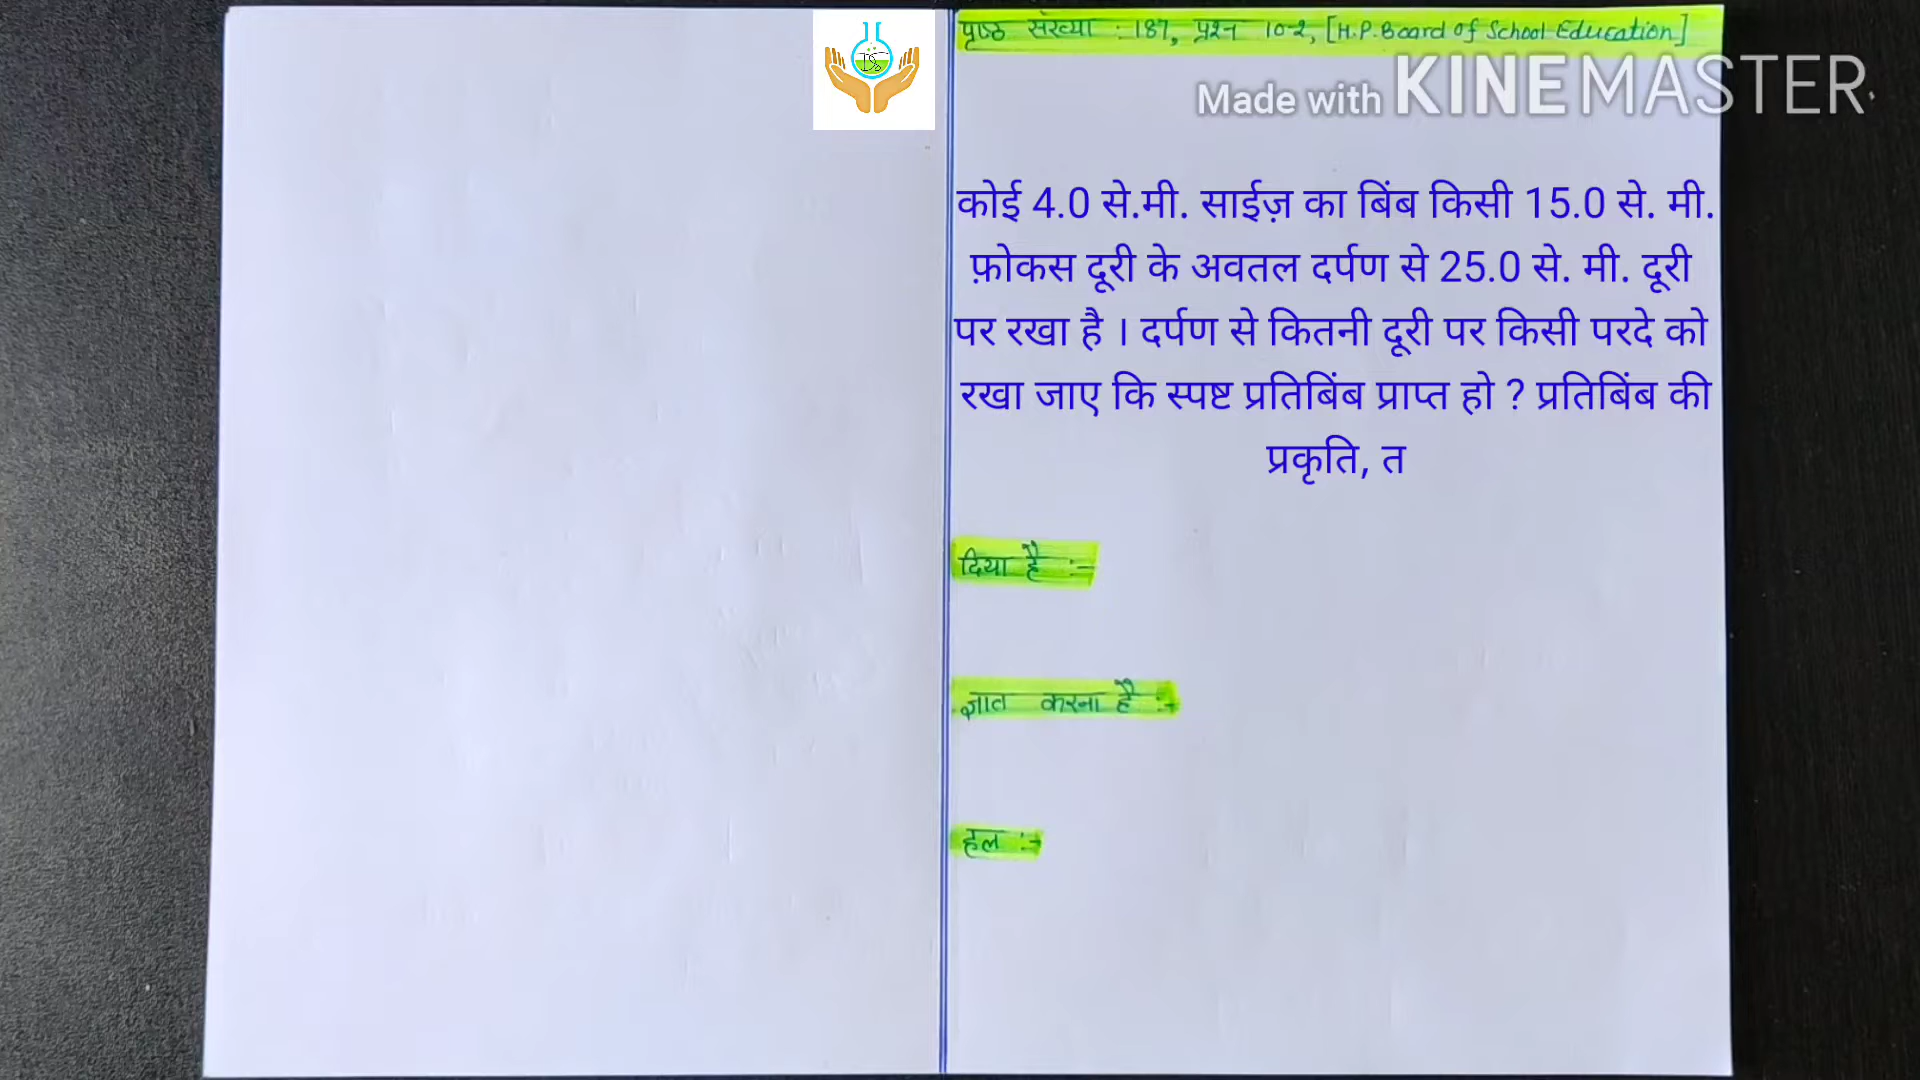 पृष्ठ संख्या :- 187, प्रश्न 10-2, [H.P.Board of School Education]
Made with KINEMASTER
कोई 4.0 से.मी. साईज़ का बिंब किसी 15.0 से. मी.
फ़ोकस दूरी के अवतल दर्पण से 25.0 से. मी. दूरी
पर रखा है । दर्पण से कितनी दूरी पर किसी परदे को
रखा जाए कि स्पष्ट प्रतिबिंब प्राप्त हो ? प्रतिबिंब की
प्रकृति, त
दिया है :-
ज्ञात करना है :-
हल :-